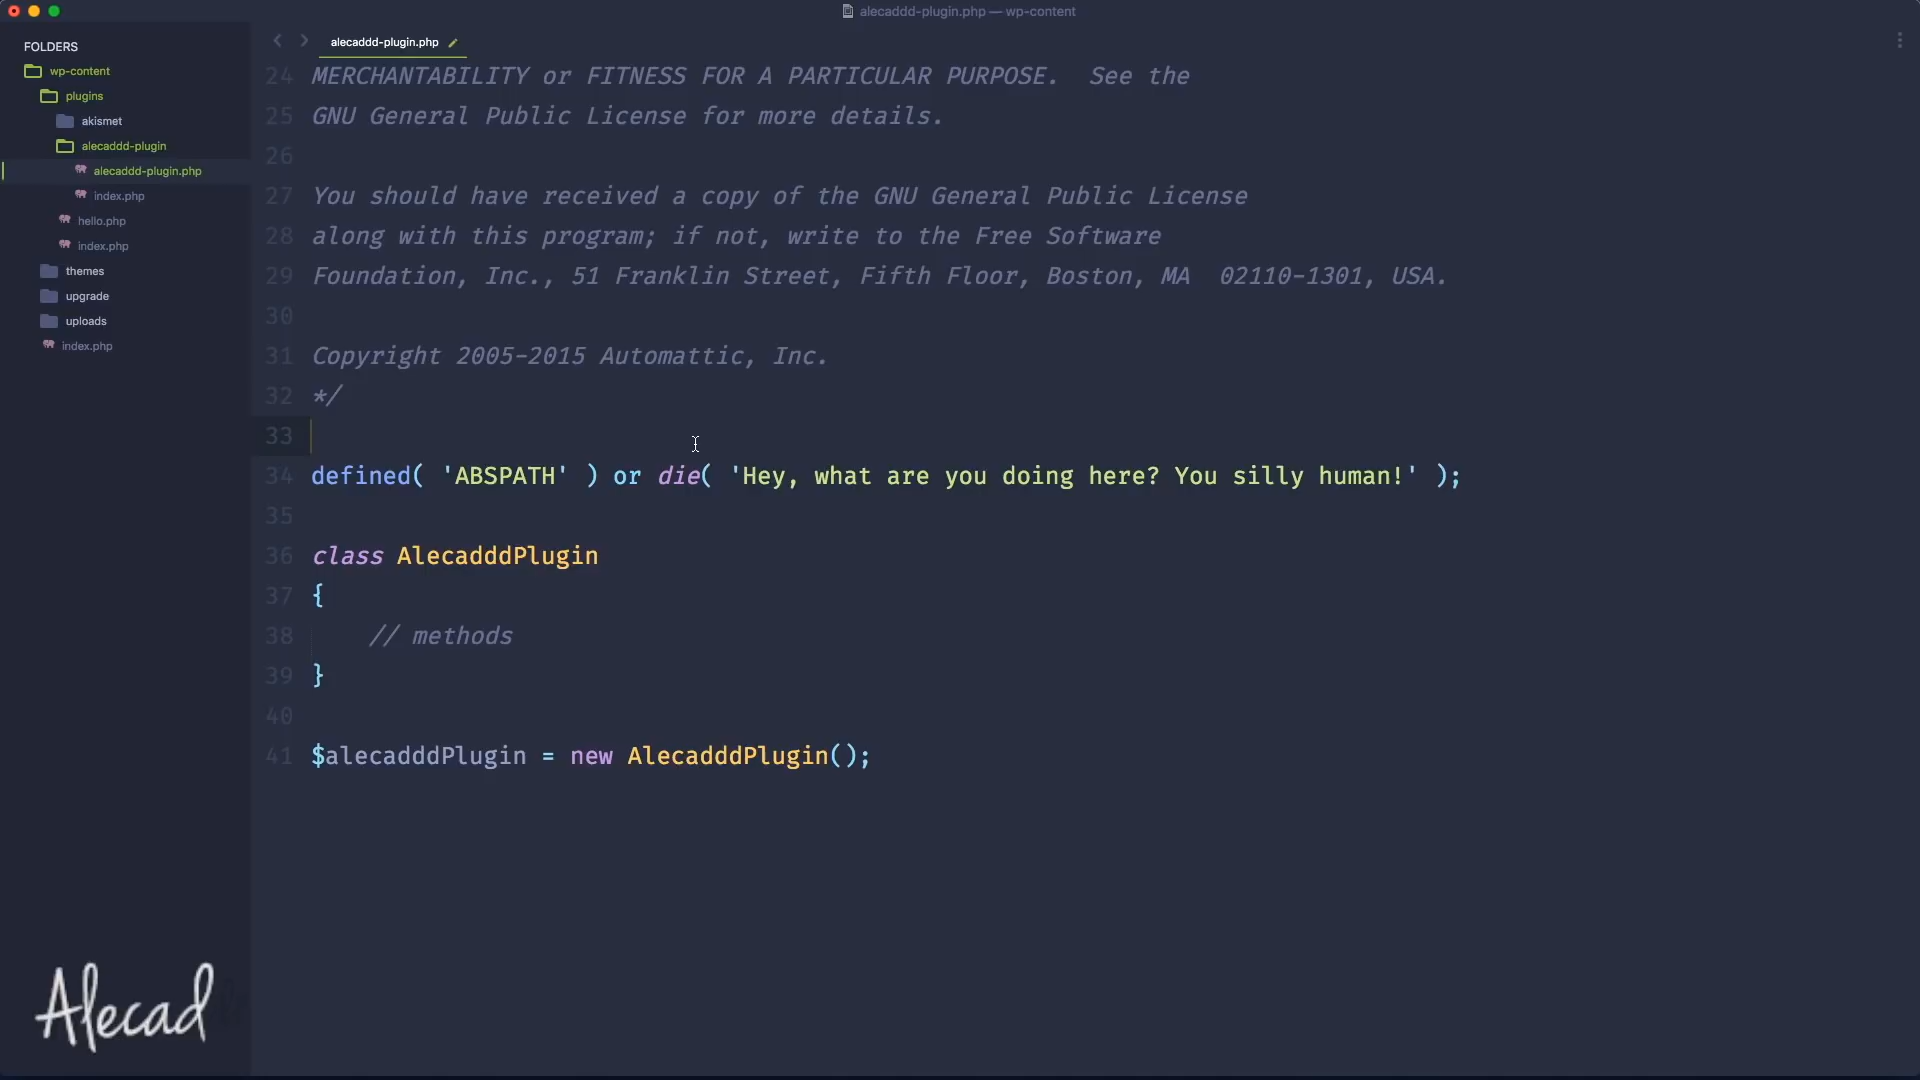 alecaddd-plugin.php — wp-content
FOLDERS
wp-content
plugins
akismet
alecaddd-plugin
alecaddd-plugin.php
index.php
hello.php
index.php
themes
upgrade
uploads
index.php
alecaddd-plugin.php
24 MERCHANTABILITY or FITNESS FOR A PARTICULAR PURPOSE.  See the
25 GNU General Public License for more details.
26
27 You should have received a copy of the GNU General Public License
28 along with this program; if not, write to the Free Software
29 Foundation, Inc., 51 Franklin Street, Fifth Floor, Boston, MA  02110-1301, USA.
30
31 Copyright 2005-2015 Automattic, Inc.
32 */
33
34 defined( 'ABSPATH' ) or die( 'Hey, what are you doing here? You silly human!' );
35
36 class AlecadddPlugin
37 {
38     // methods
39 }
40
41 $alecadddPlugin = new AlecadddPlugin();
Alecad